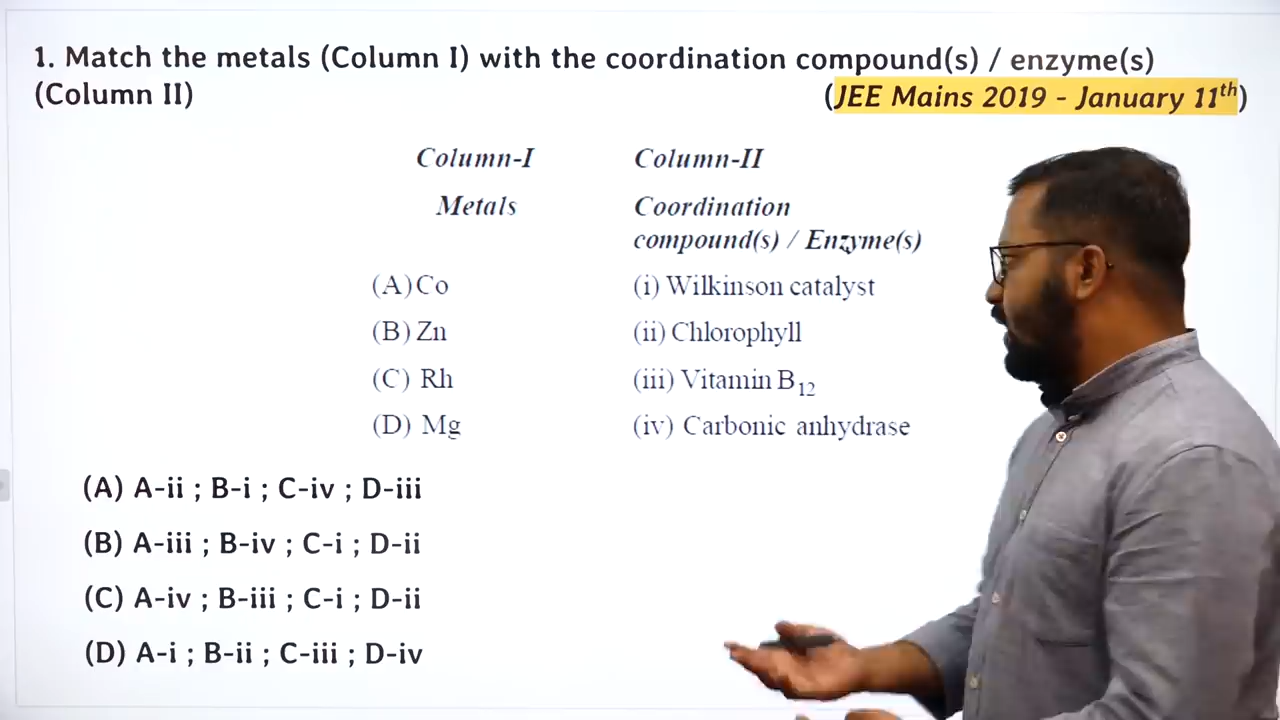 1. Match the metals (Column I) with the coordination compound(s) / enzyme(s)
(Column II) (JEE Mains 2019 - January 11th)
Column-I Column-II
Metals Coordination
compound(s) / Enzyme(s)
(A) Co (i) Wilkinson catalyst
(B) Zn (ii) Chlorophyll
(C) Rh (iii) Vitamin B12
(D) Mg (iv) Carbonic anhydrase
(A) A-ii ; B-i ; C-iv ; D-iii
(B) A-iii ; B-iv ; C-i ; D-ii
(C) A-iv ; B-iii ; C-i ; D-ii
(D) A-i ; B-ii ; C-iii ; D-iv